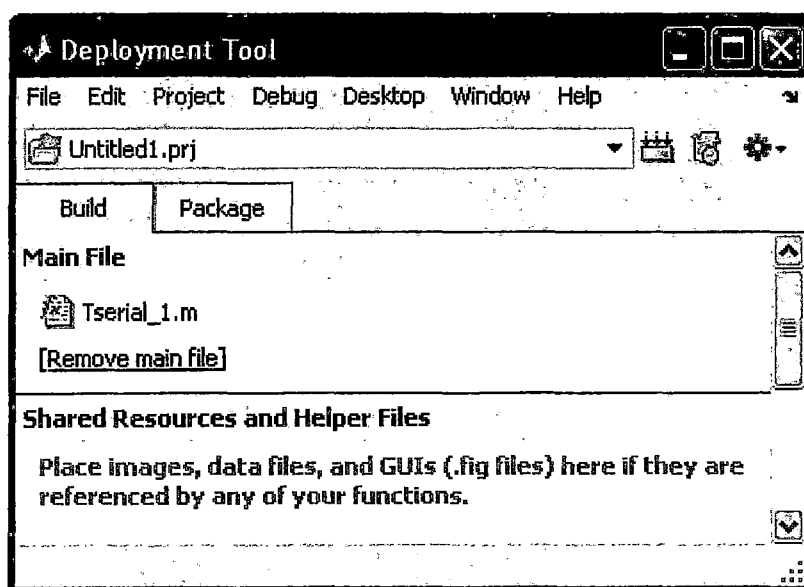 Deployment Tool
File Edit Project Debug Desktop Window Help
Untitled1.prj
Build Package
Main File
Tserial_1.m
[Remove main file]
Shared Resources and Helper Files
Place images, data files, and GUIs (.fig files) here if they are
referenced by any of your functions.